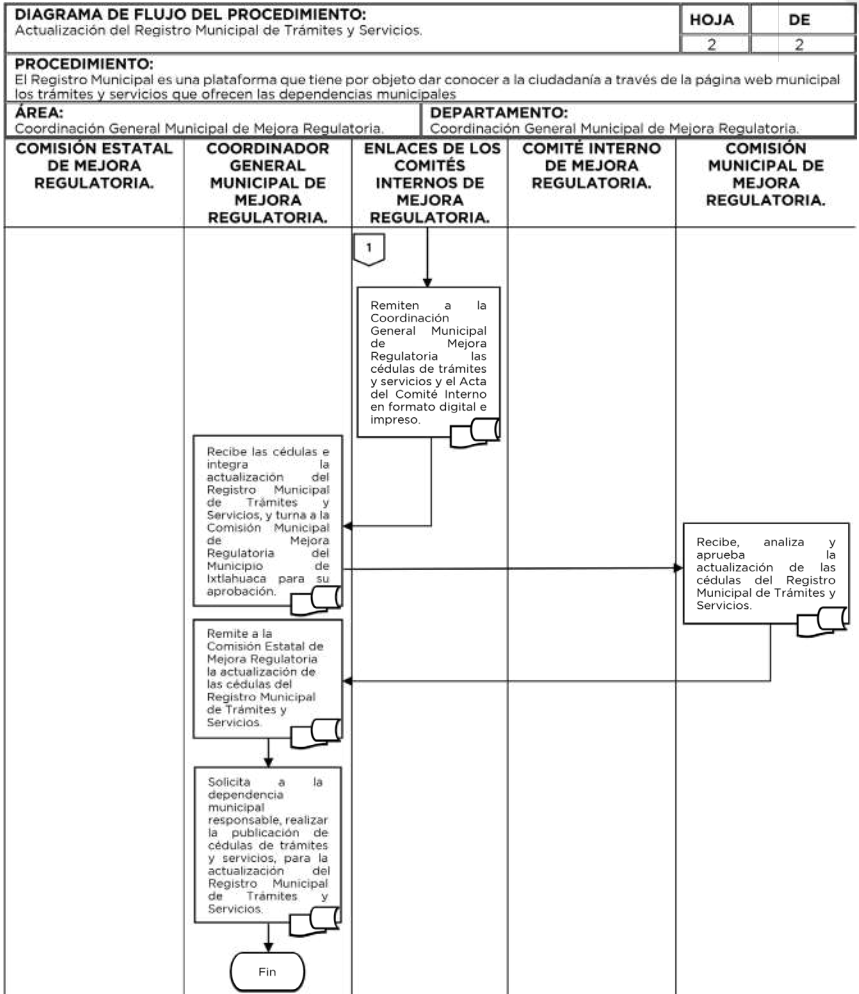 DIAGRAMA DE FLUJO DEL PROCEDIMIENTO:
Actualización del Registro Municipal de Trámites y Servicios.
HOJA
DE
2
2
PROCEDIMIENTO:
El Registro Municipal es una plataforma que tiene por objeto dar conocer a la ciudadanía a través de la página web municipal
los trámites y servicios que ofrecen las dependencias municipales
ÁREA:
Coordinación General Municipal de Mejora Regulatoria.
DEPARTAMENTO:
Coordinación General Municipal de Mejora Regulatoria.
COMISIÓN ESTATAL
DE MEJORA
REGULATORIA.
COORDINADOR
GENERAL
MUNICIPAL DE
MEJORA
REGULATORIA.
ENLACES DE LOS
COMITÉS
INTERNOS DE
MEJORA
REGULATORIA.
COMITÉ INTERNO
DE MEJORA
REGULATORIA.
COMISIÓN
MUNICIPAL DE
MEJORA
REGULATORIA.
1
Remiten a la
Coordinación
General Municipal
de Mejora
Regulatoria las
cédulas de trámites
y servicios y el Acta
del Comité Interno
en formato digital e
impreso.
Recibe las cédulas e
integra la
actualización del
Registro Municipal
de Trámites y
Servicios, y turna a la
Comisión Municipal
de Mejora
Regulatoria del
Municipio de
Ixtlahuaca para su
aprobación.
Recibe, analiza y
aprueba la
actualización de las
cédulas del Registro
Municipal de Trámites y
Servicios.
Remite a la
Comisión Estatal de
Mejora Regulatoria
la actualización de
las cédulas del
Registro Municipal
de Trámites y
Servicios.
Solicita a la
dependencia
municipal
responsable, realizar
la publicación de
cédulas de trámites
y servicios, para la
actualización del
Registro Municipal
de Trámites y
Servicios.
Fin